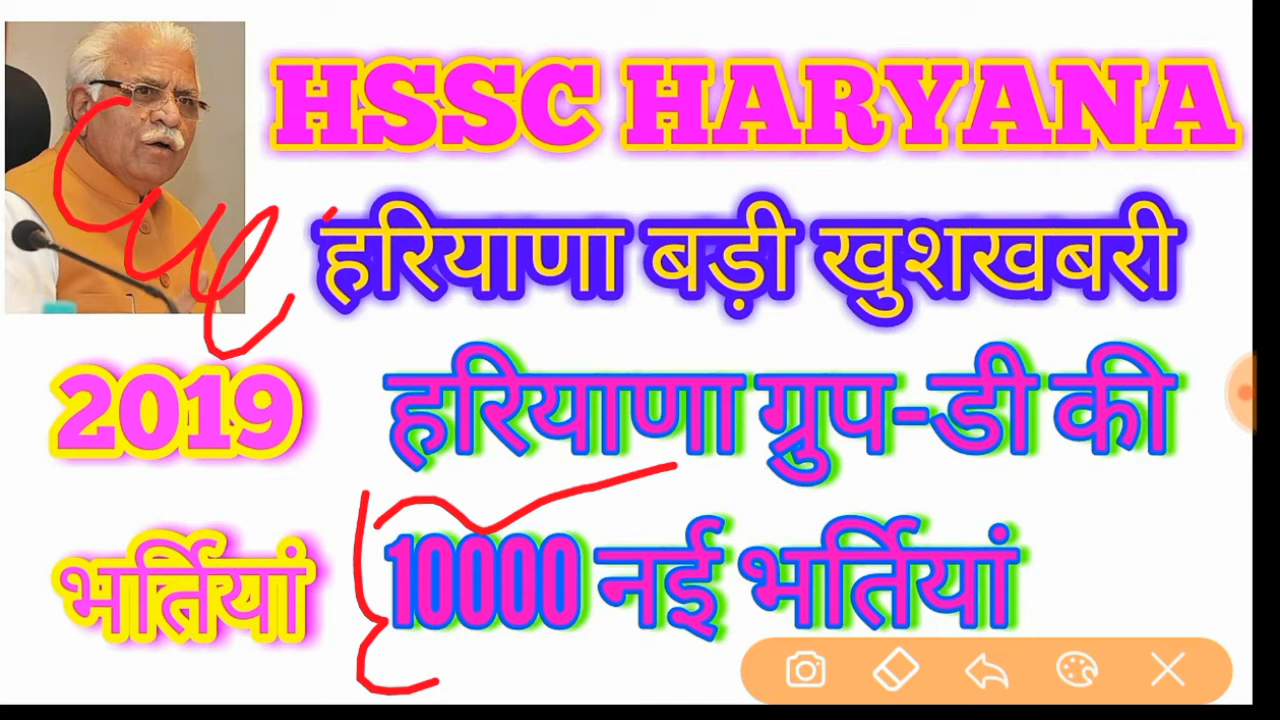 HSSC HARYANA
हरियाणा बड़ी खुशखबरी
2019 हरियाणा ग्रुप-डी की
भर्तियां 10000 नई भर्तियां